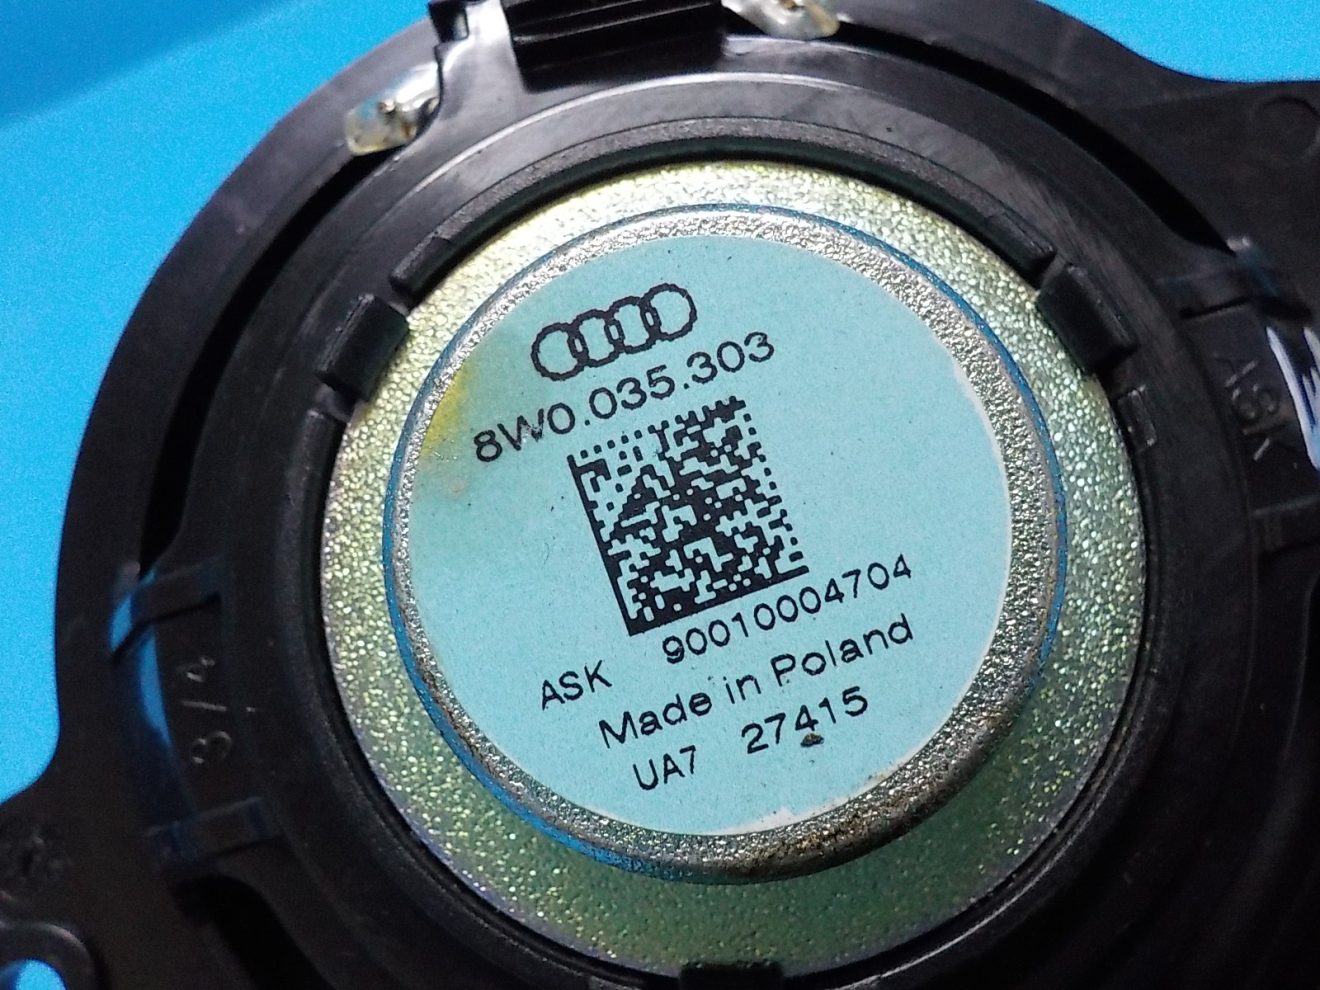 8W0.035.303
90010004704
ASK
Made in Poland
UA7 27415
ASK